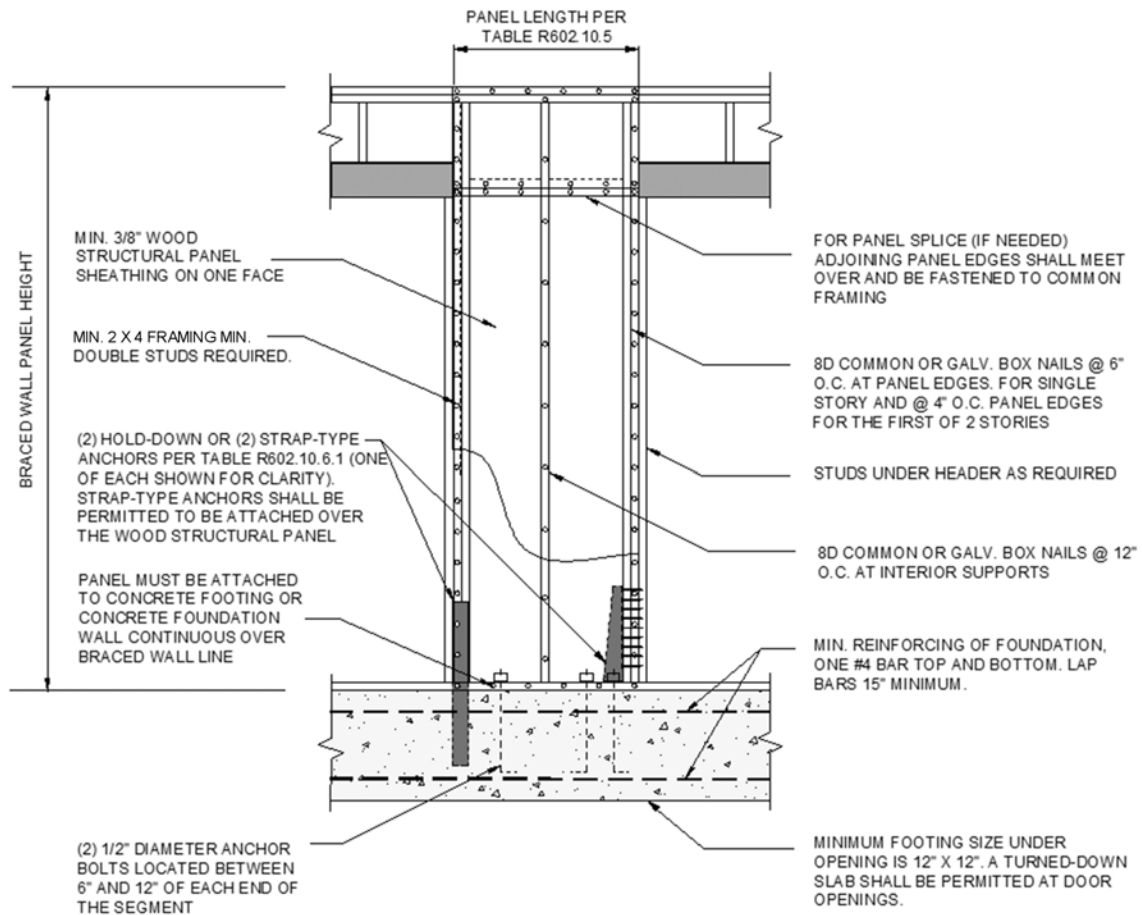 PANEL LENGTH PER
TABLE R602.10.5
BRACED WALL PANEL HEIGHT
MIN. 3/8" WOOD
STRUCTURAL PANEL
SHEATHING ON ONE FACE
MIN. 2 X 4 FRAMING MIN.
DOUBLE STUDS REQUIRED.
(2) HOLD-DOWN OR (2) STRAP-TYPE
ANCHORS PER TABLE R602.10.6.1 (ONE
OF EACH SHOWN FOR CLARITY).
STRAP-TYPE ANCHORS SHALL BE
PERMITTED TO BE ATTACHED OVER
THE WOOD STRUCTURAL PANEL
PANEL MUST BE ATTACHED
TO CONCRETE FOOTING OR
CONCRETE FOUNDATION
WALL CONTINUOUS OVER
BRACED WALL LINE
(2) 1/2" DIAMETER ANCHOR
BOLTS LOCATED BETWEEN
6" AND 12" OF EACH END OF
THE SEGMENT
FOR PANEL SPLICE (IF NEEDED)
ADJOINING PANEL EDGES SHALL MEET
OVER AND BE FASTENED TO COMMON
FRAMING
8D COMMON OR GALV. BOX NAILS @ 6"
O.C. AT PANEL EDGES. FOR SINGLE
STORY AND @ 4" O.C. PANEL EDGES
FOR THE FIRST OF 2 STORIES
STUDS UNDER HEADER AS REQUIRED
8D COMMON OR GALV. BOX NAILS @ 12"
O.C. AT INTERIOR SUPPORTS
MIN. REINFORCING OF FOUNDATION,
ONE #4 BAR TOP AND BOTTOM. LAP
BARS 15" MINIMUM.
MINIMUM FOOTING SIZE UNDER
OPENING IS 12" X 12". A TURNED-DOWN
SLAB SHALL BE PERMITTED AT DOOR
OPENINGS.